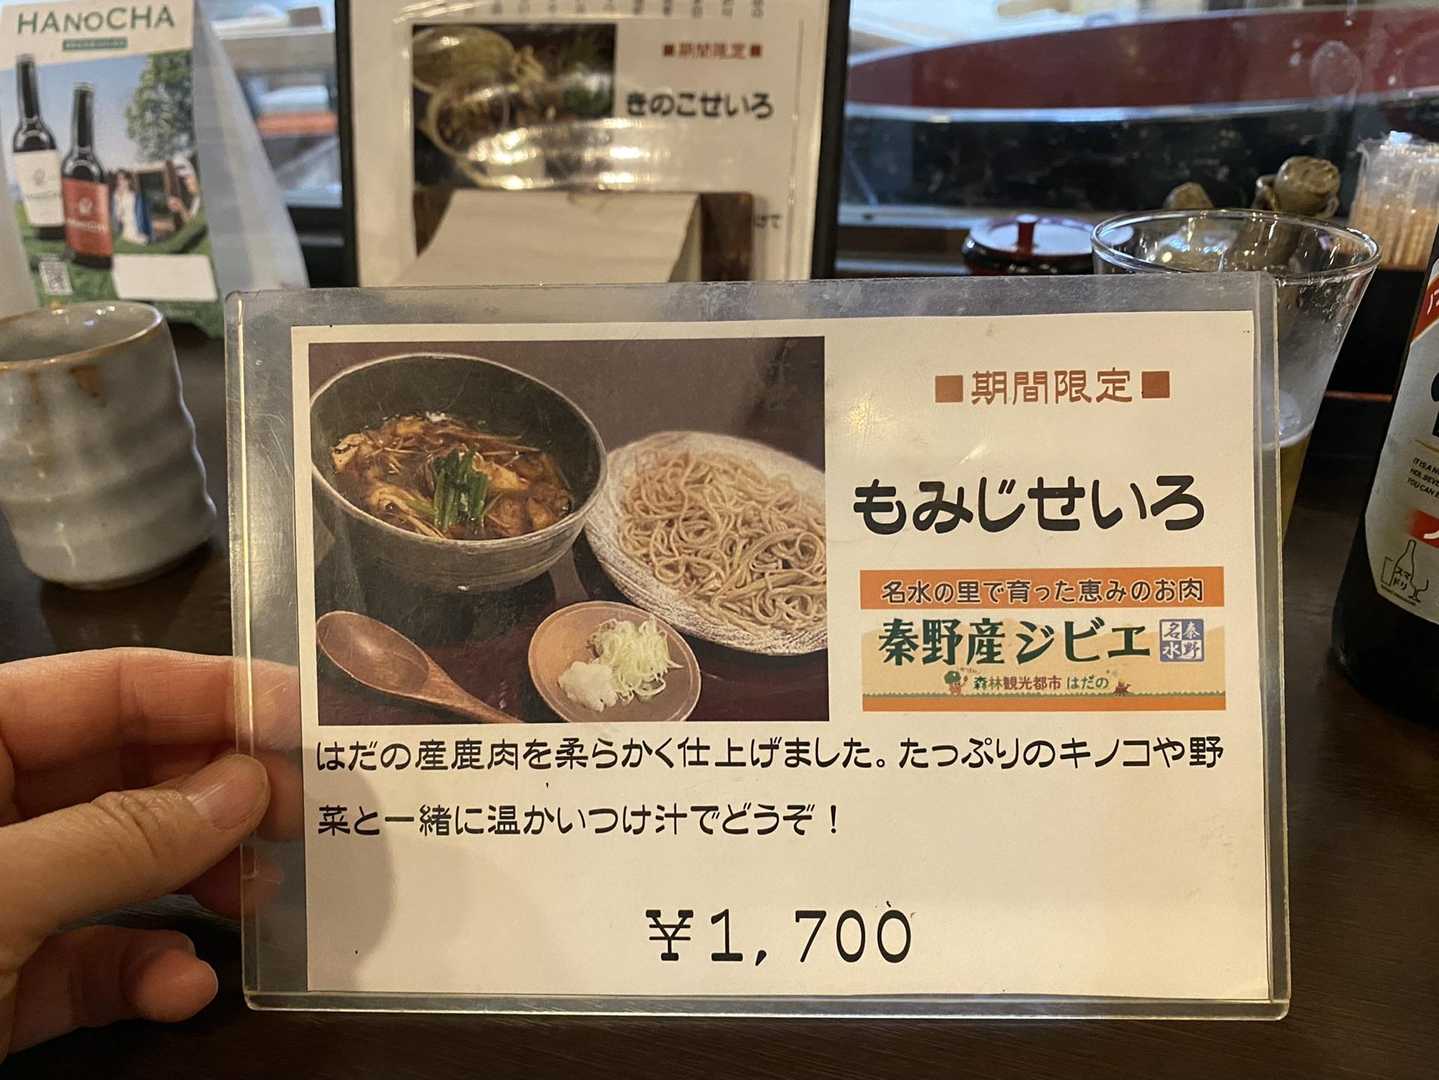 HANOCHA
■期間限定■
きのこせいろ
■期間限定■
もみじせいろ
名水の里で育った恵みのお肉
秦野産ジビエ
秦野名水
森林観光都市 はだの
はだの産鹿肉を柔らかく仕上げました。たっぷりのキノコや野
菜と一緒に温かいつけ汁でどうぞ！
￥1,700
スマドリ